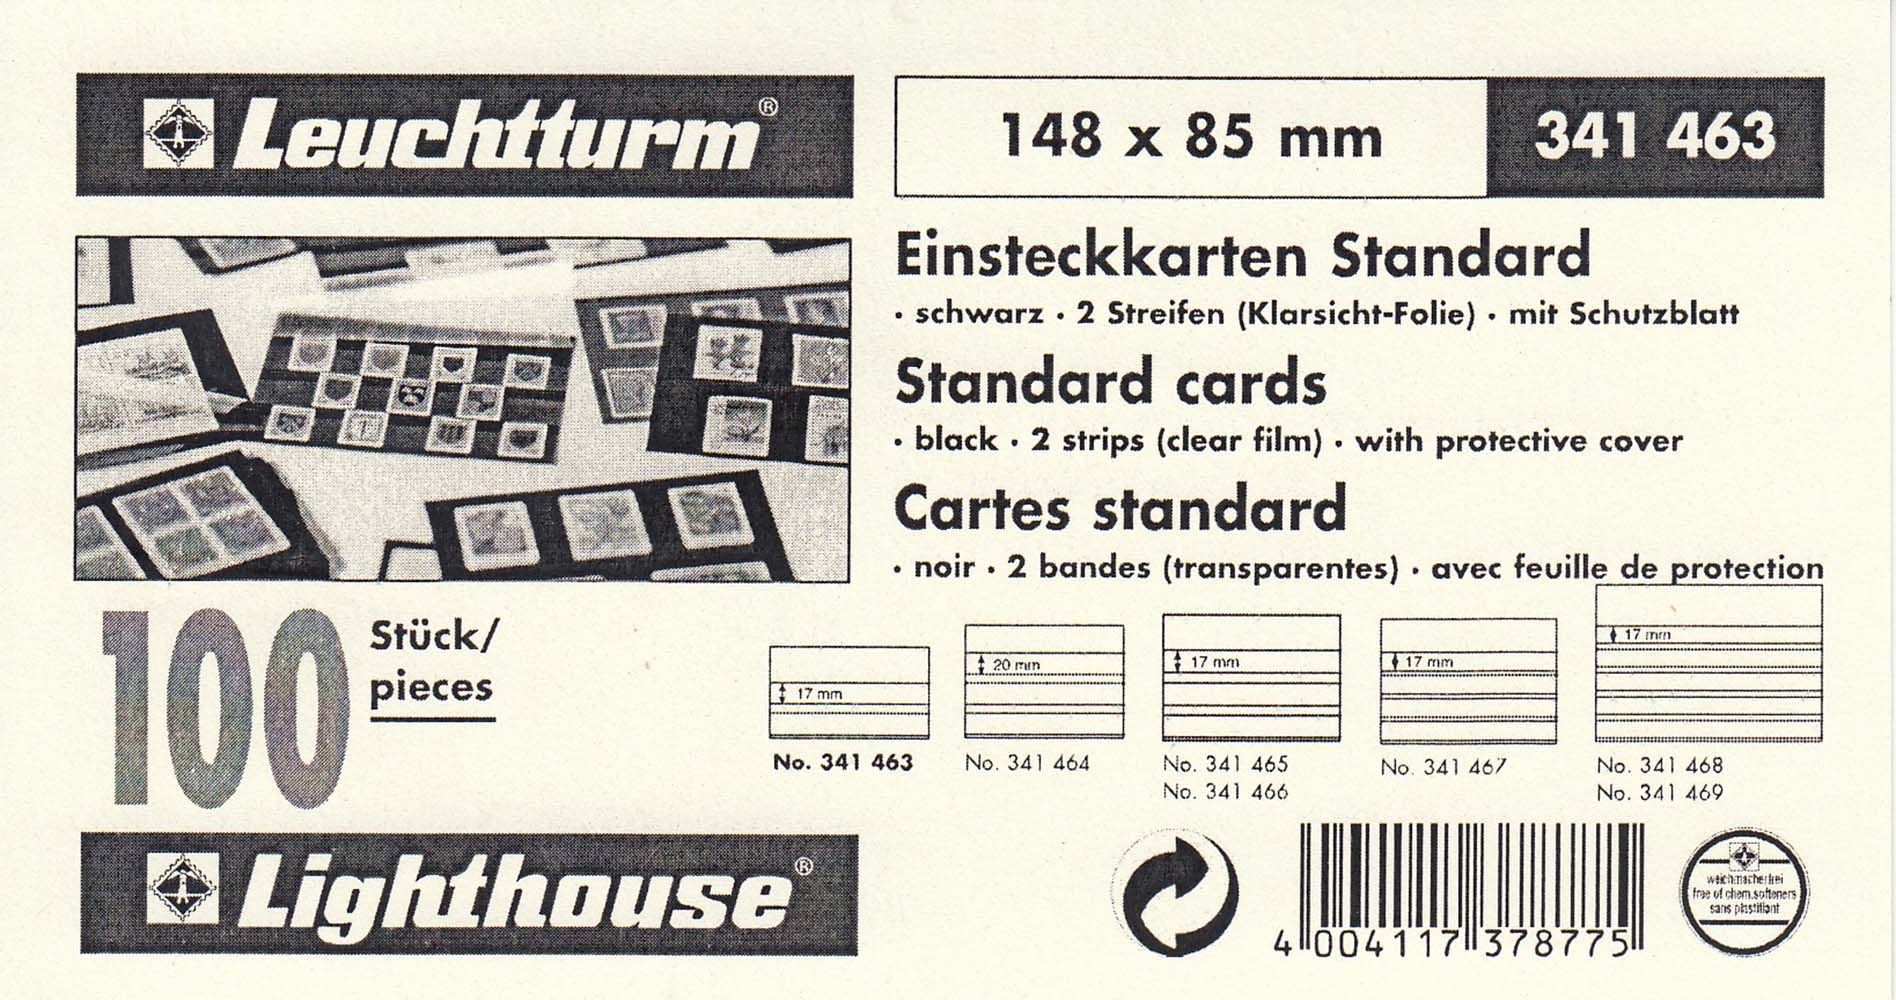 Leuchtturm®
148 x 85 mm
341 463
Einsteckkarten Standard
· schwarz · 2 Streifen (Klarsicht-Folie) · mit Schutzblatt
Standard cards
· black · 2 strips (clear film) · with protective cover
Cartes standard
· noir · 2 bandes (transparentes) · avec feuille de protection
100
Stück/
pieces
17 mm
No. 341 463
20 mm
No. 341 464
17 mm
No. 341 465
No. 341 466
17 mm
No. 341 467
17 mm
No. 341 468
No. 341 469
Lighthouse®
4 004117 378775
weichmacherfrei
free of chem.softeners
sans plastifiant